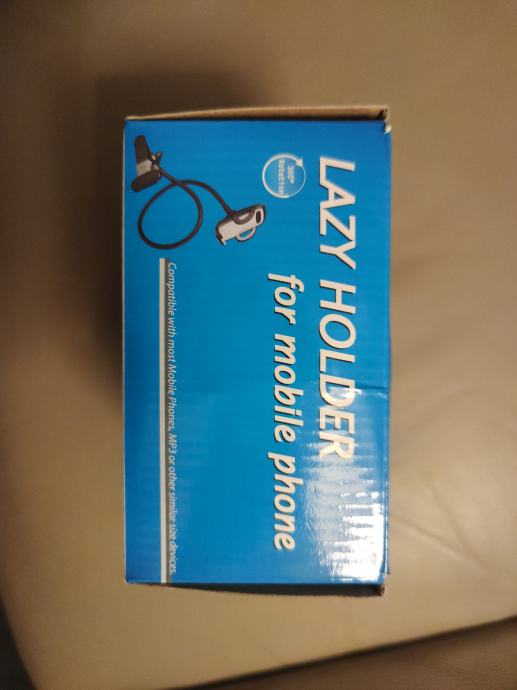 LAZY HOLDER
for mobile phone
360°
Rotation
Compatible with most Mobile Phones, MP3 or other similar size devices.